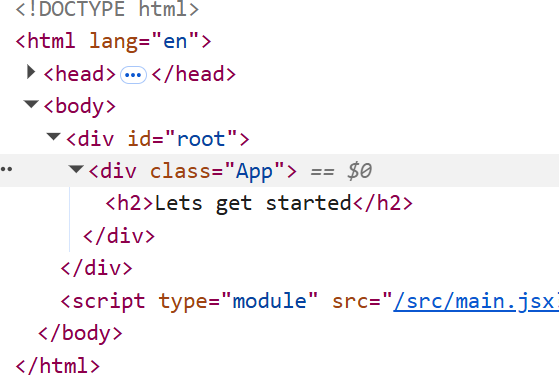 <!DOCTYPE html>
<html lang="en">
<head> ••• </head>
<body>
<div id="root">
•• <div class="App"> == $0
<h2>Lets get started</h2>
</div>
</div>
<script type="module" src="/src/main.jsx
</body>
</html>